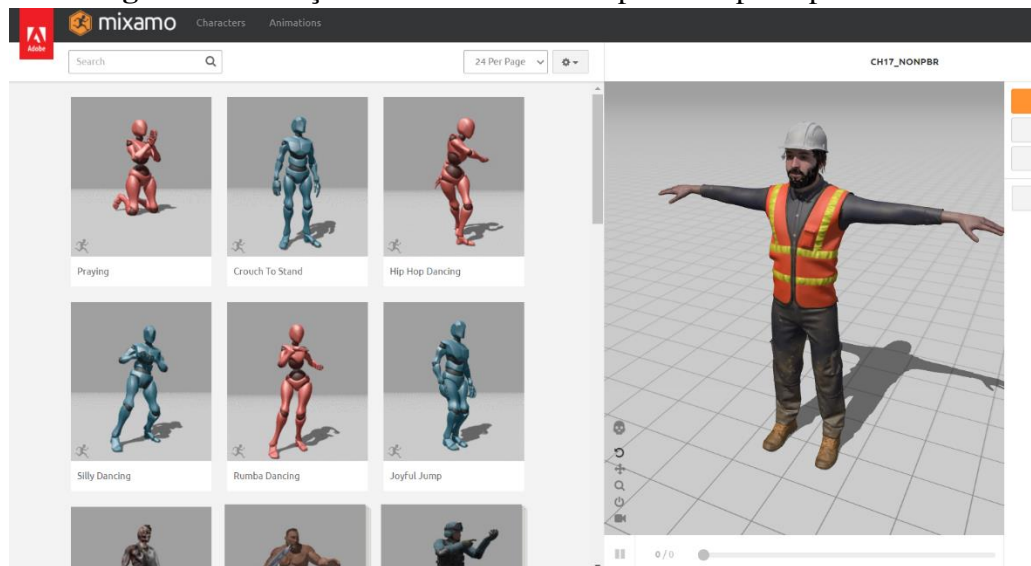 Adobe
mixamo
Characters
Animations
Search
24 Per Page
CH17_NONPBR
Praying
Crouch To Stand
Hip Hop Dancing
Silly Dancing
Rumba Dancing
Joyful Jump
0 / 0